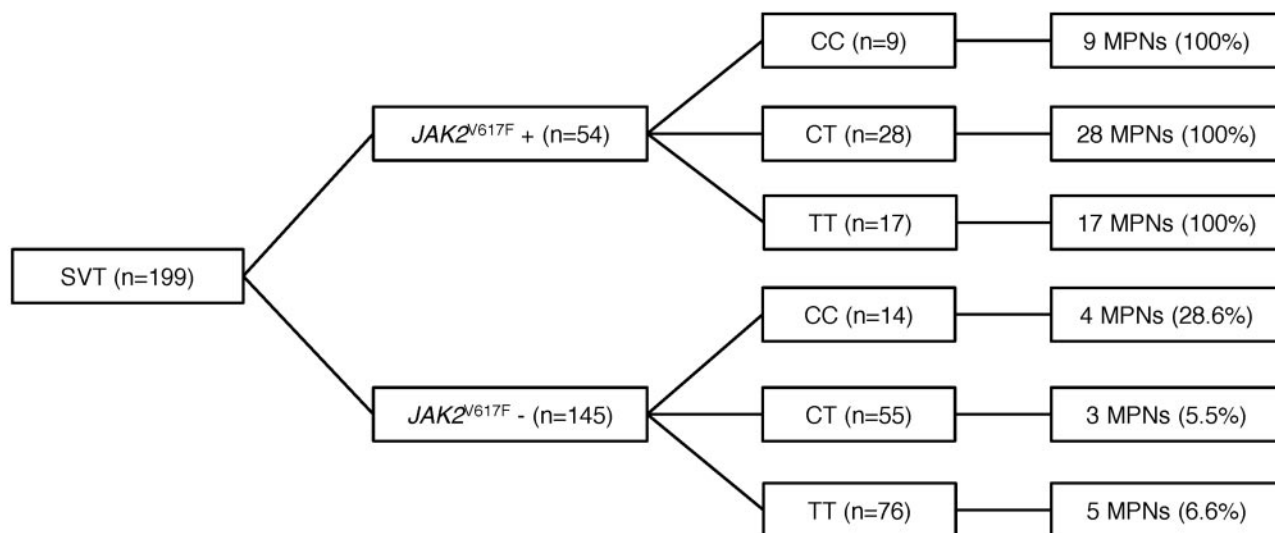 CC (n=9)
9 MPNs (100%)
JAK2V617F + (n=54)
CT (n=28)
28 MPNs (100%)
TT (n=17)
17 MPNs (100%)
SVT (n=199)
CC (n=14)
4 MPNs (28.6%)
JAK2V617F - (n=145)
CT (n=55)
3 MPNs (5.5%)
TT (n=76)
5 MPNs (6.6%)